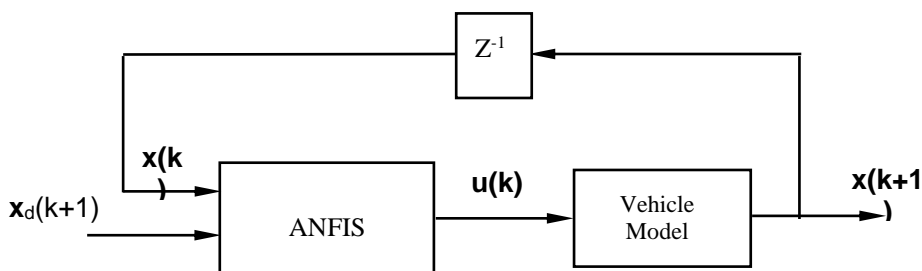 Z-1
x(k
)
xd(k+1)
ANFIS
u(k)
Vehicle
Model
x(k+1
)